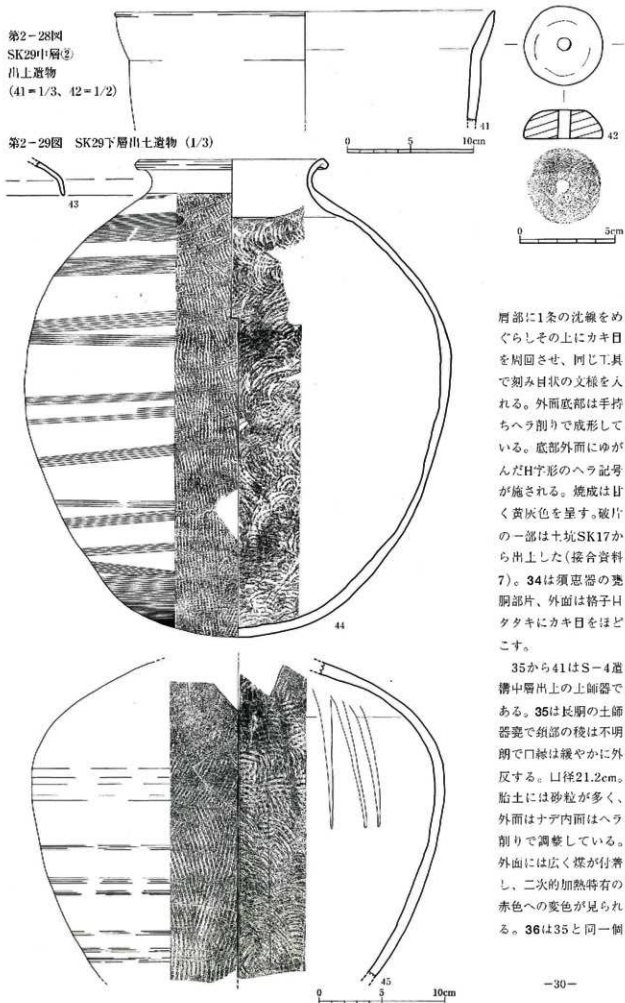 第2-28図
SK29中層②
出土遺物
(41=1/3、42=1/2)
0 5 10cm
41
42
0 5cm
第2-29図 SK29下層出土遺物 (1/3)
43
44
45
0 5 10cm
肩部に1条の沈線をめ
ぐらしその上にカキ目
を周回させ、同じ工具
で刻み目状の文様を入
れる。外面底部は手持
ちヘラ削りで成形して
いる。底部外面にゆが
んだH字形のヘラ記号
が施される。焼成は甘
く黄灰色を呈す。破片
の一部は土坑SK17か
ら出土した(接合資料
7)。34は須恵器の甕
胴部片、外面は格子目
タタキにカキ目をほど
こす。
35から41はS-4遺
構中層出土の土師器で
ある。35は長胴の土師
器甕で頸部の稜は不明
朗で口縁は緩やかに外
反する。口径21.2cm。
胎土には砂粒が多く、
外面はナデ内面はヘラ
削りで調整している。
外面には広く煤が付着
し、二次的加熱特有の
赤色への変色が見られ
る。36は35と同一個
-30-